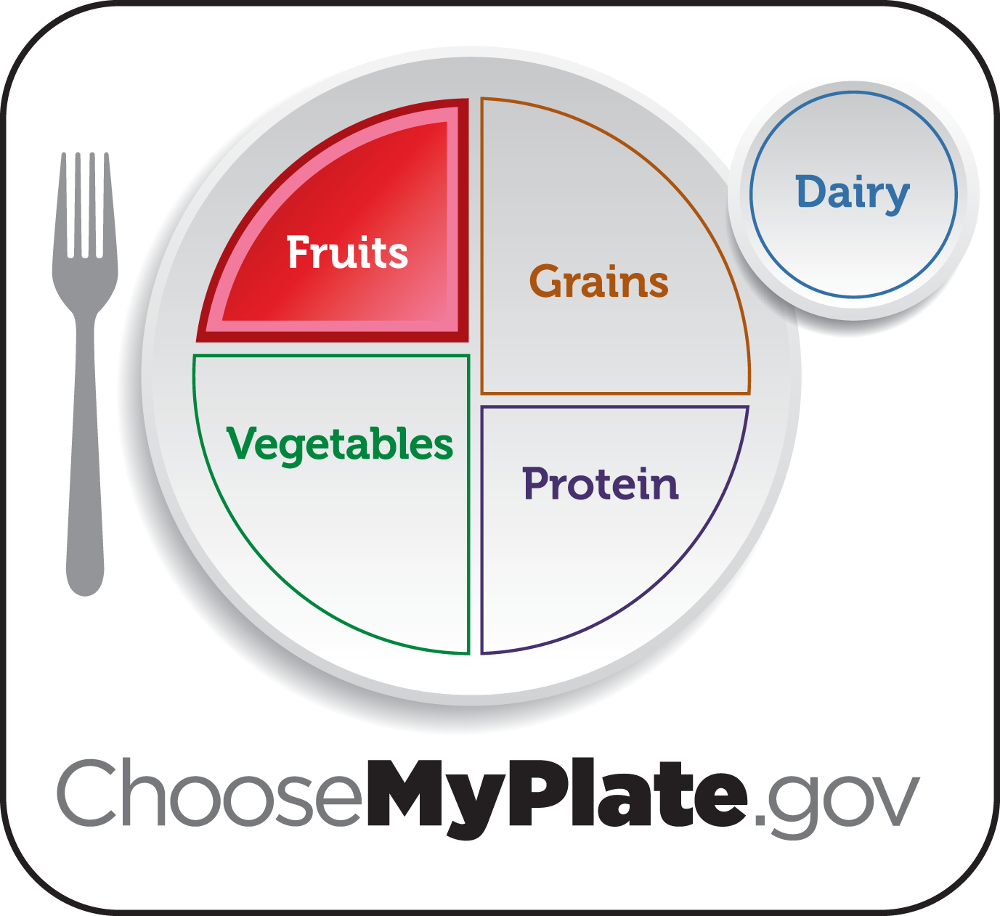 Dairy
Fruits
Grains
Vegetables
Protein
ChooseMyPlate.gov